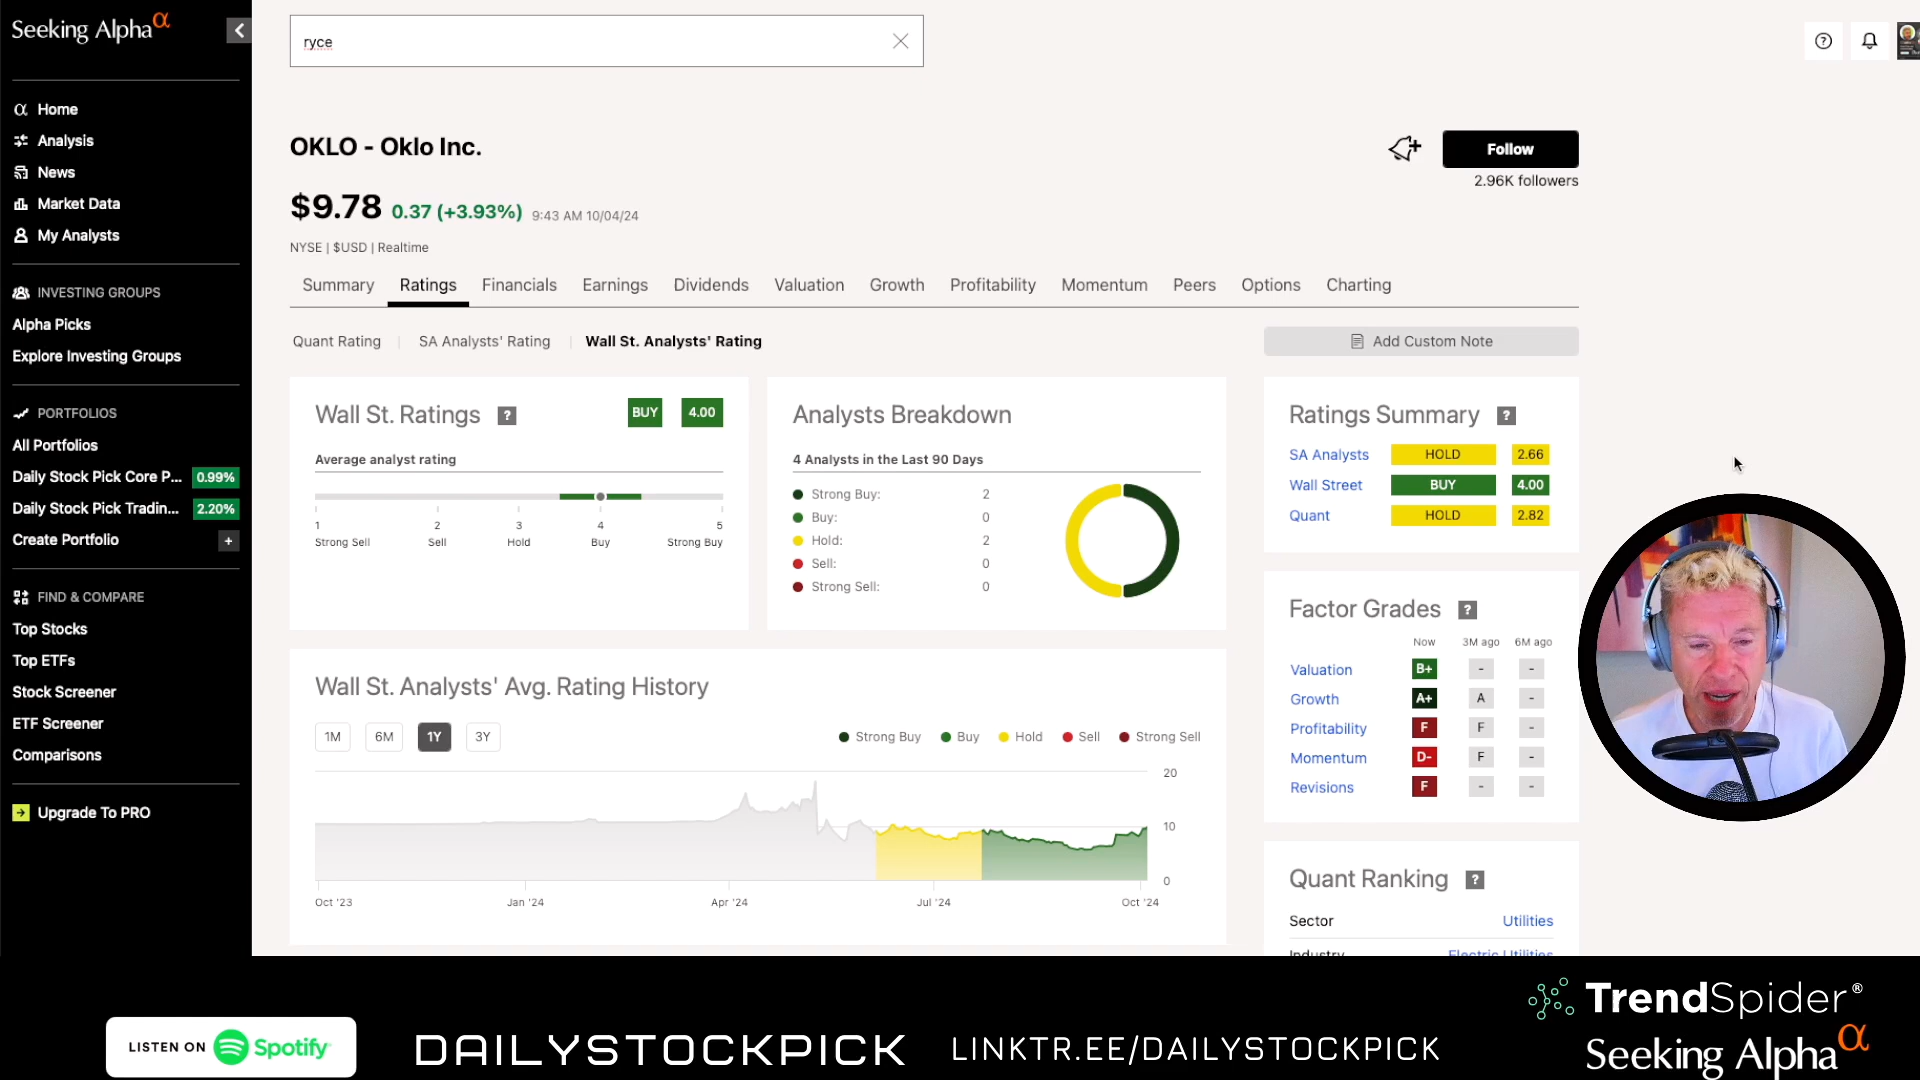 Seeking Alpha α
ryce
OKLO - Oklo Inc.
Follow
2.96K followers
$9.78 0.37 (+3.93%) 9:43 AM 10/04/24
NYSE | $USD | Realtime
Home
Analysis
News
Market Data
My Analysts
INVESTING GROUPS
Alpha Picks
Explore Investing Groups
PORTFOLIOS
All Portfolios
Daily Stock Pick Core P... 0.99%
Daily Stock Pick Tradin... 2.20%
Create Portfolio +
FIND & COMPARE
Top Stocks
Top ETFs
Stock Screener
ETF Screener
Comparisons
Upgrade To PRO
Summary Ratings Financials Earnings Dividends Valuation Growth Profitability Momentum Peers Options Charting
Quant Rating | SA Analysts' Rating | Wall St. Analysts' Rating
Add Custom Note
Wall St. Ratings ? BUY 4.00
Average analyst rating
1 2 3 4 5
Strong Sell Sell Hold Buy Strong Buy
Analysts Breakdown
4 Analysts in the Last 90 Days
Strong Buy: 2
Buy: 0
Hold: 2
Sell: 0
Strong Sell: 0
Ratings Summary ?
SA Analysts HOLD 2.66
Wall Street BUY 4.00
Quant HOLD 2.82
Factor Grades ?
Now 3M ago 6M ago
Valuation B+ - -
Growth A+ A -
Profitability F F -
Momentum D- F -
Revisions F - -
Wall St. Analysts' Avg. Rating History
1M 6M 1Y 3Y
Strong Buy Buy Hold Sell Strong Sell
20
10
0
Oct '23 Jan '24 Apr '24 Jul '24 Oct '24
Quant Ranking ?
Sector Utilities
Industry Electric Utilities
LISTEN ON Spotify
DAILYSTOCKPICK
LINKTR.EE/DAILYSTOCKPICK
TrendSpider®
Seeking Alpha α